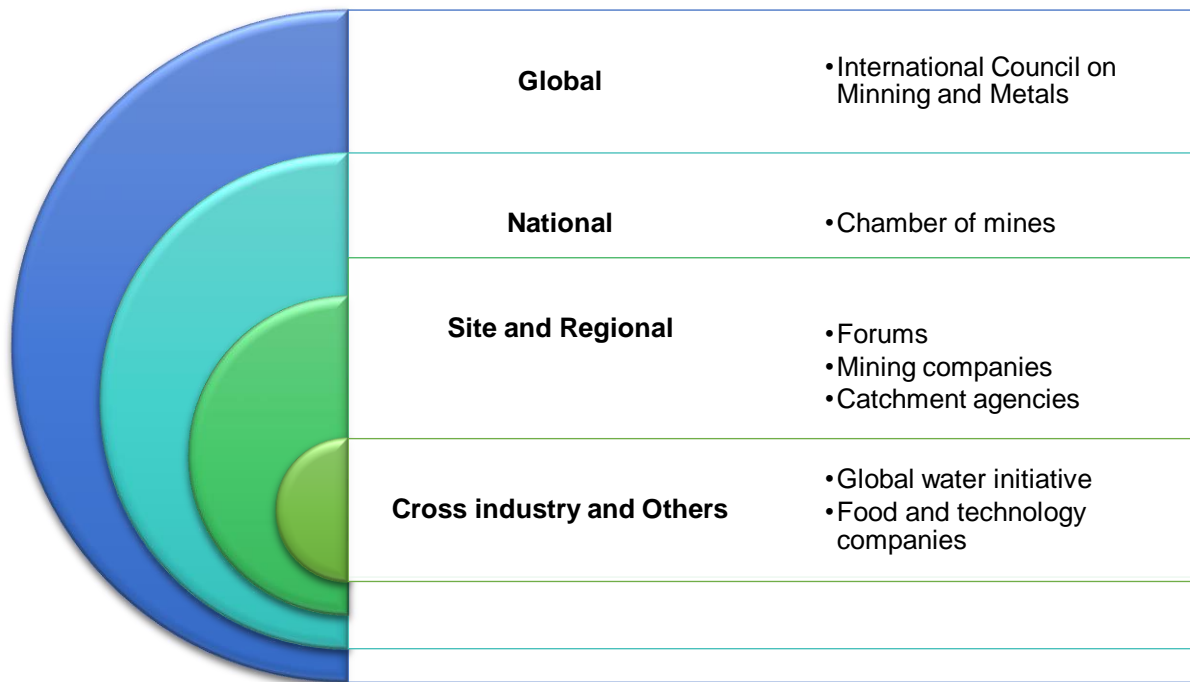 Global
•International Council on
Minning and Metals
National
•Chamber of mines
Site and Regional
•Forums
•Mining companies
•Catchment agencies
Cross industry and Others
•Global water initiative
•Food and technology
companies